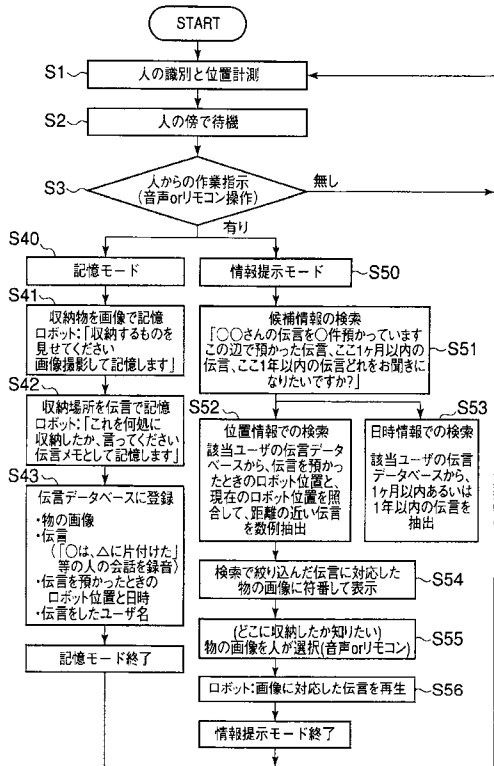 START
S1
人の識別と位置計測
S2
人の傍で待機
S3
人からの作業指示
(音声orリモコン操作)
無し
有り
S40
記憶モード
S41
収納物を画像で記憶
ロボット:「収納するものを
見せてください
画像撮影して記憶します」
S42
収納場所を伝言で記憶
ロボット:「これを何処に
収納したか、言ってください
伝言メモとして記憶します」
S43
伝言データベースに登録
・物の画像
・伝言
(「○は、△に片付けた」
等の人の会話を録音)
・伝言を預かったときの
ロボット位置と日時
・伝言をしたユーザ名
記憶モード終了
情報提示モード
S50
候補情報の検索
「○○さんの伝言を○件預かっています
この辺で預かった伝言、ここ1ヶ月以内の
伝言、ここ1年以内の伝言どれをお聞きに
なりたいですか?」
S51
S52
位置情報での検索
該当ユーザの伝言データ
ベースから、伝言を預かっ
たときのロボット位置と、
現在のロボット位置を照
合して、距離の近い伝言
を数例抽出
S53
日時情報での検索
該当ユーザの伝言
データベースから、
1ヶ月以内あるいは
1年以内の伝言を
抽出
検索で絞り込んだ伝言に対応した
物の画像に符番して表示
S54
(どこに収納したか知りたい)
物の画像を人が選択(音声orリモコン)
S55
ロボット:画像に対応した伝言を再生
S56
情報提示モード終了